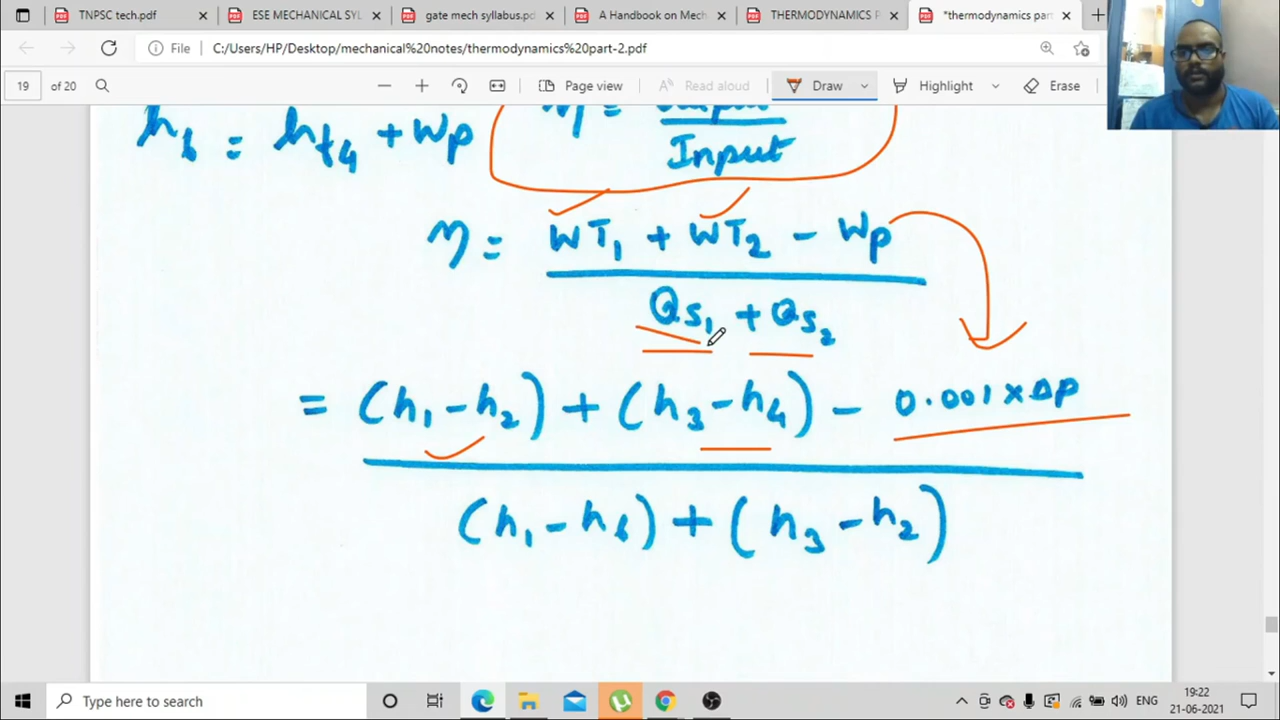 TNPSC tech.pdf
ESE MECHANICAL SYL
gate mech syllabus.pd
A Handbook on Mech
THERMODYNAMICS P
*thermodynamics par
File C:/Users/HP/Desktop/mechanical%20notes/thermodynamics%20part-2.pdf
19 of 20 Page view Read aloud Draw Highlight Erase
h6 = hf4 + Wp
η = Output
Input
η = WT1 + WT2 - Wp
Qs1 + Qs2
= (h1 - h2) + (h3 - h4) - 0.001 × ΔP
(h1 - h6) + (h3 - h2)
Type here to search
ENG
19:22
21-06-2021